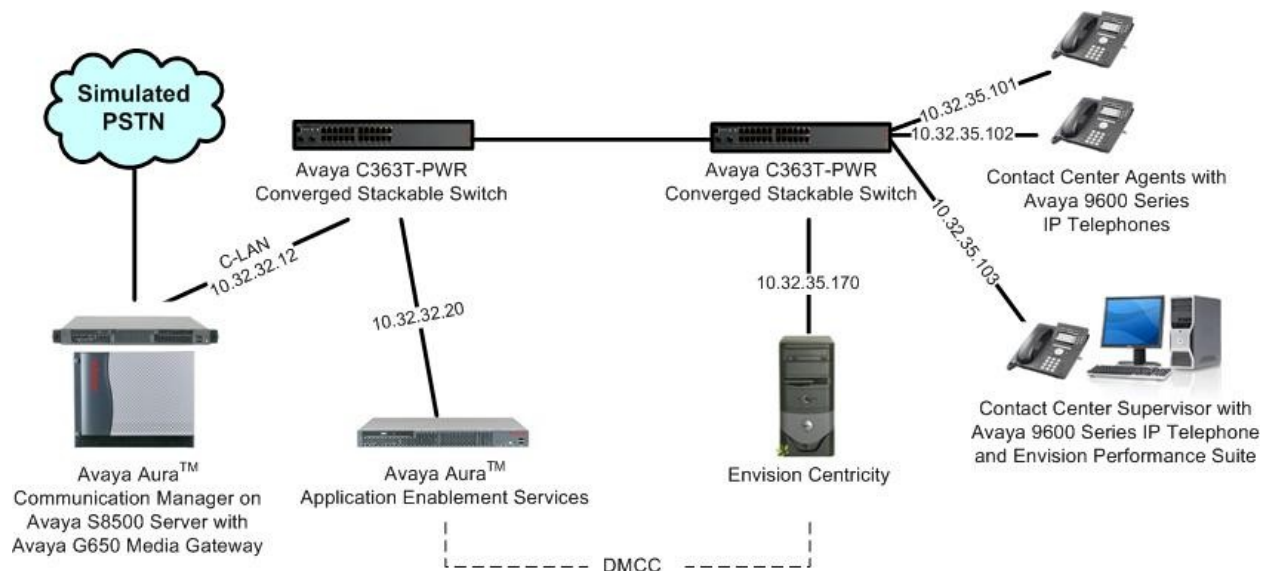 Simulated
PSTN
Avaya C363T-PWR
Converged Stackable Switch
Avaya C363T-PWR
Converged Stackable Switch
10.32.35.101
10.32.35.102
Contact Center Agents with
Avaya 9600 Series
IP Telephones
C-LAN
10.32.32.12
10.32.32.20
10.32.35.170
10.32.35.103
Avaya Aura™
Communication Manager on
Avaya S8500 Server with
Avaya G650 Media Gateway
Avaya Aura™
Application Enablement Services
Envision Centricity
Contact Center Supervisor with
Avaya 9600 Series IP Telephone
and Envision Performance Suite
DMCC